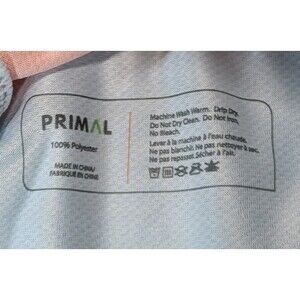 PRIMAL
100% Polyester
MADE IN CHINA/
FABRIQUE EN CHINE
Machine Wash Warm. Drip Dry.
Do Not Dry Clean. Do Not Iron.
No Bleach.
Laver à la machine à l'eau chaude.
Ne pas blanchir. Ne pas nettoyer à sec.
Ne pas repasset. Sécher à l'air.